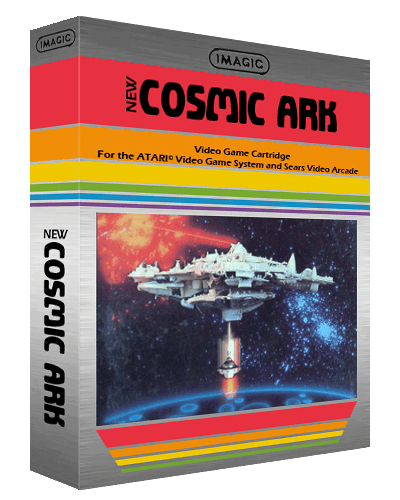 IMAGIC
NEW
COSMIC ARK
Video Game Cartridge
For the ATARI® Video Game System and Sears Video Arcade
IMAGIC
NEW
COSMIC ARK